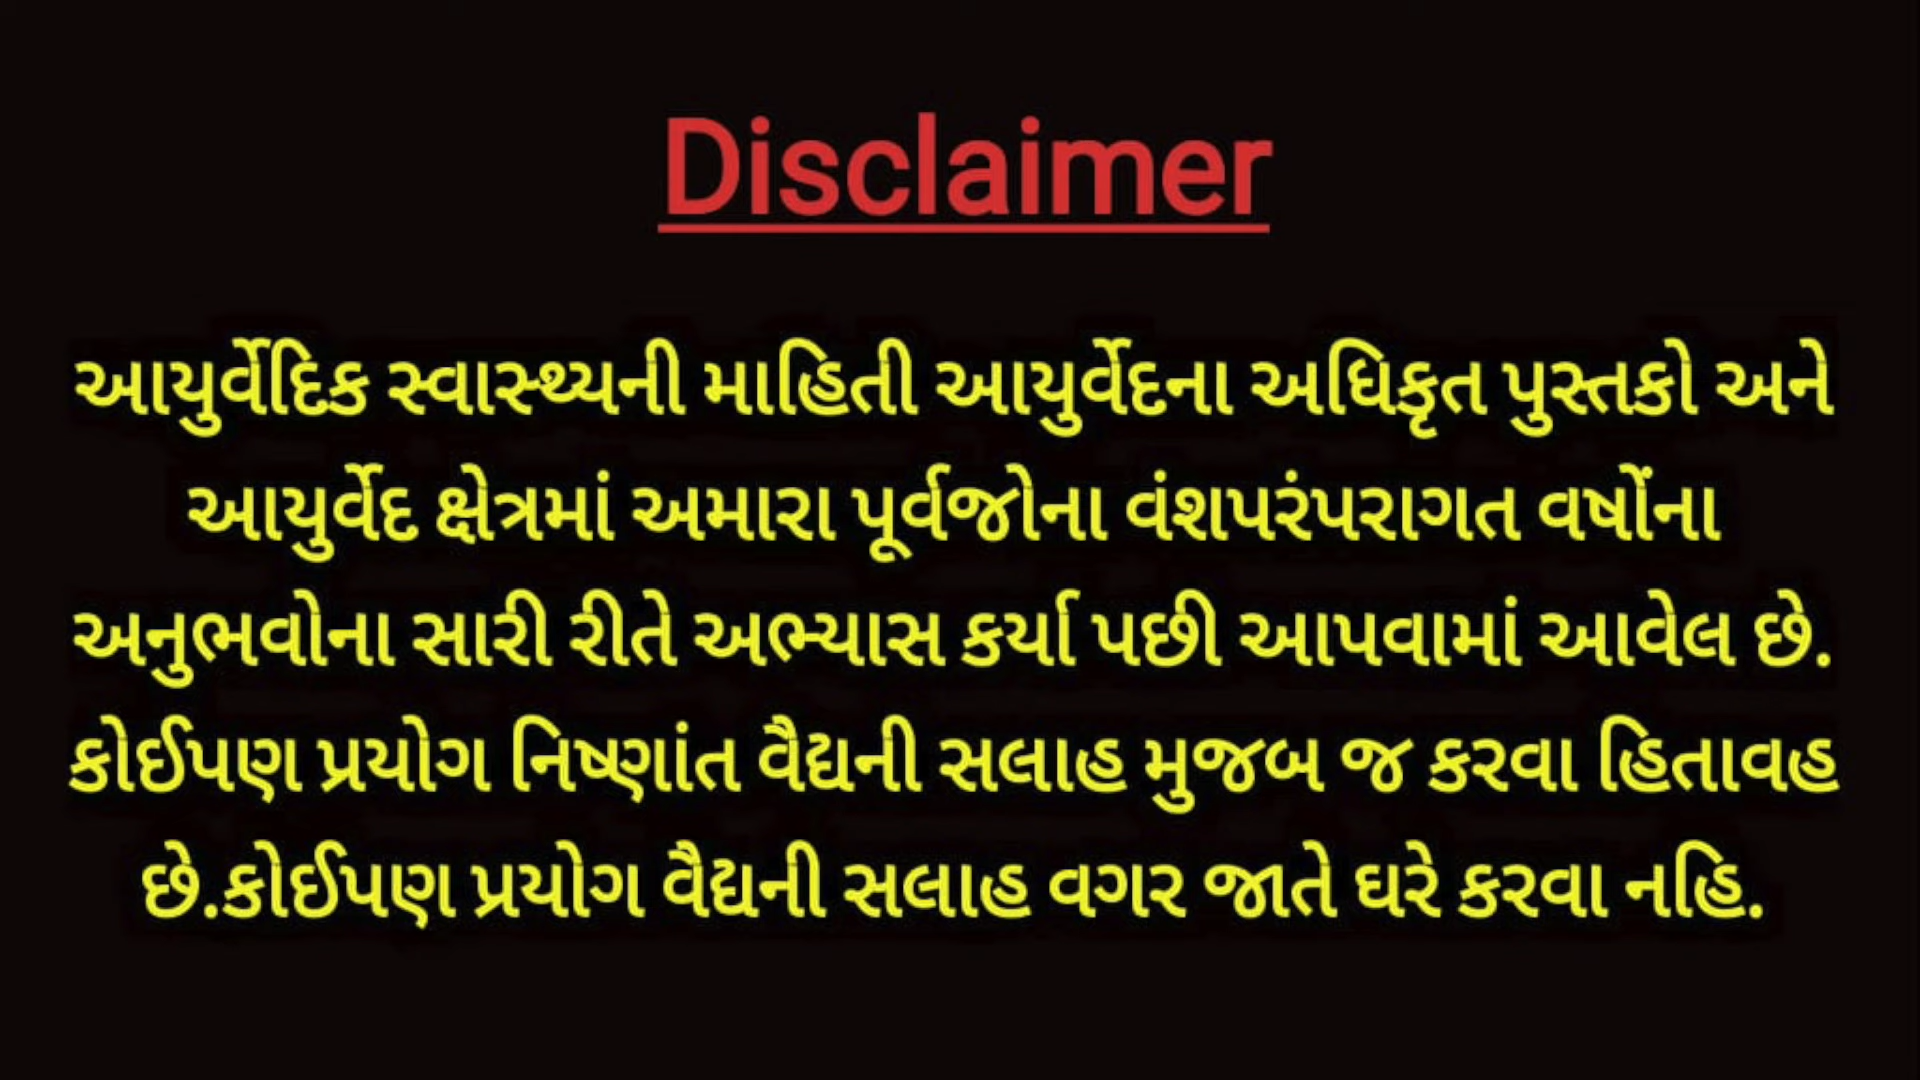 Disclaimer
આયુર્વેદિક સ્વાસ્થ્યની માહિતી આયુર્વેદના અધિકૃત પુસ્તકો અને
આયુર્વેદ ક્ષેત્રમાં અમારા પૂર્વજોના વંશપરંપરાગત વર્ષોંના
અનુભવોના સારી રીતે અભ્યાસ કર્યા પછી આપવામાં આવેલ છે.
કોઈપણ પ્રયોગ નિષ્ણાંત વૈદ્યની સલાહ મુજબ જ કરવા હિતાવહ
છે.કોઈપણ પ્રયોગ વૈદ્યની સલાહ વગર જાતે ઘરે કરવા નહિ.